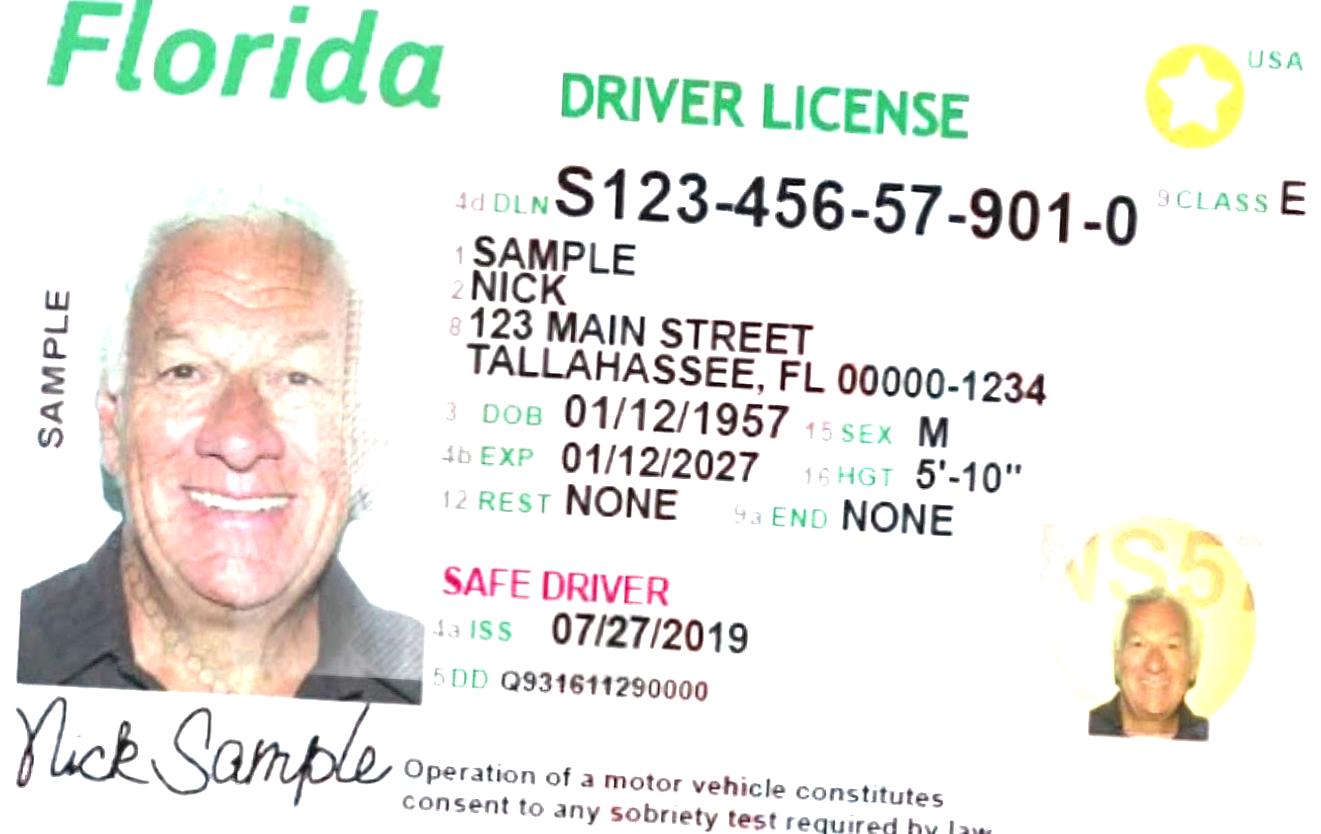 Florida
USA
DRIVER LICENSE
4d DLN S123-456-57-901-0 9 CLASS E
1 SAMPLE
2 NICK
8 123 MAIN STREET
TALLAHASSEE, FL 00000-1234
3 DOB 01/12/1957 15 SEX M
4b EXP 01/12/2027 16 HGT 5'-10"
12 REST NONE 9a END NONE
SAFE DRIVER
4a ISS 07/27/2019
5 DD Q931611290000
SAMPLE
Nick Sample
Operation of a motor vehicle constitutes
consent to any sobriety test required by law